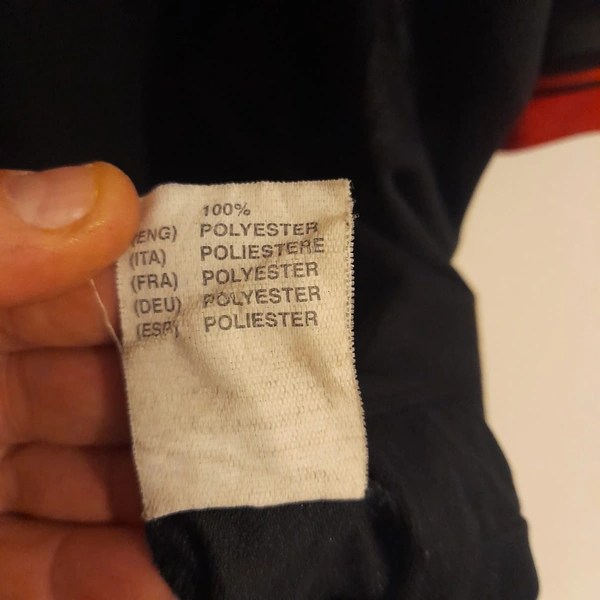 100%
(ENG) POLYESTER
(ITA) POLIESTERE
(FRA) POLYESTER
(DEU) POLYESTER
(ESP) POLIESTER